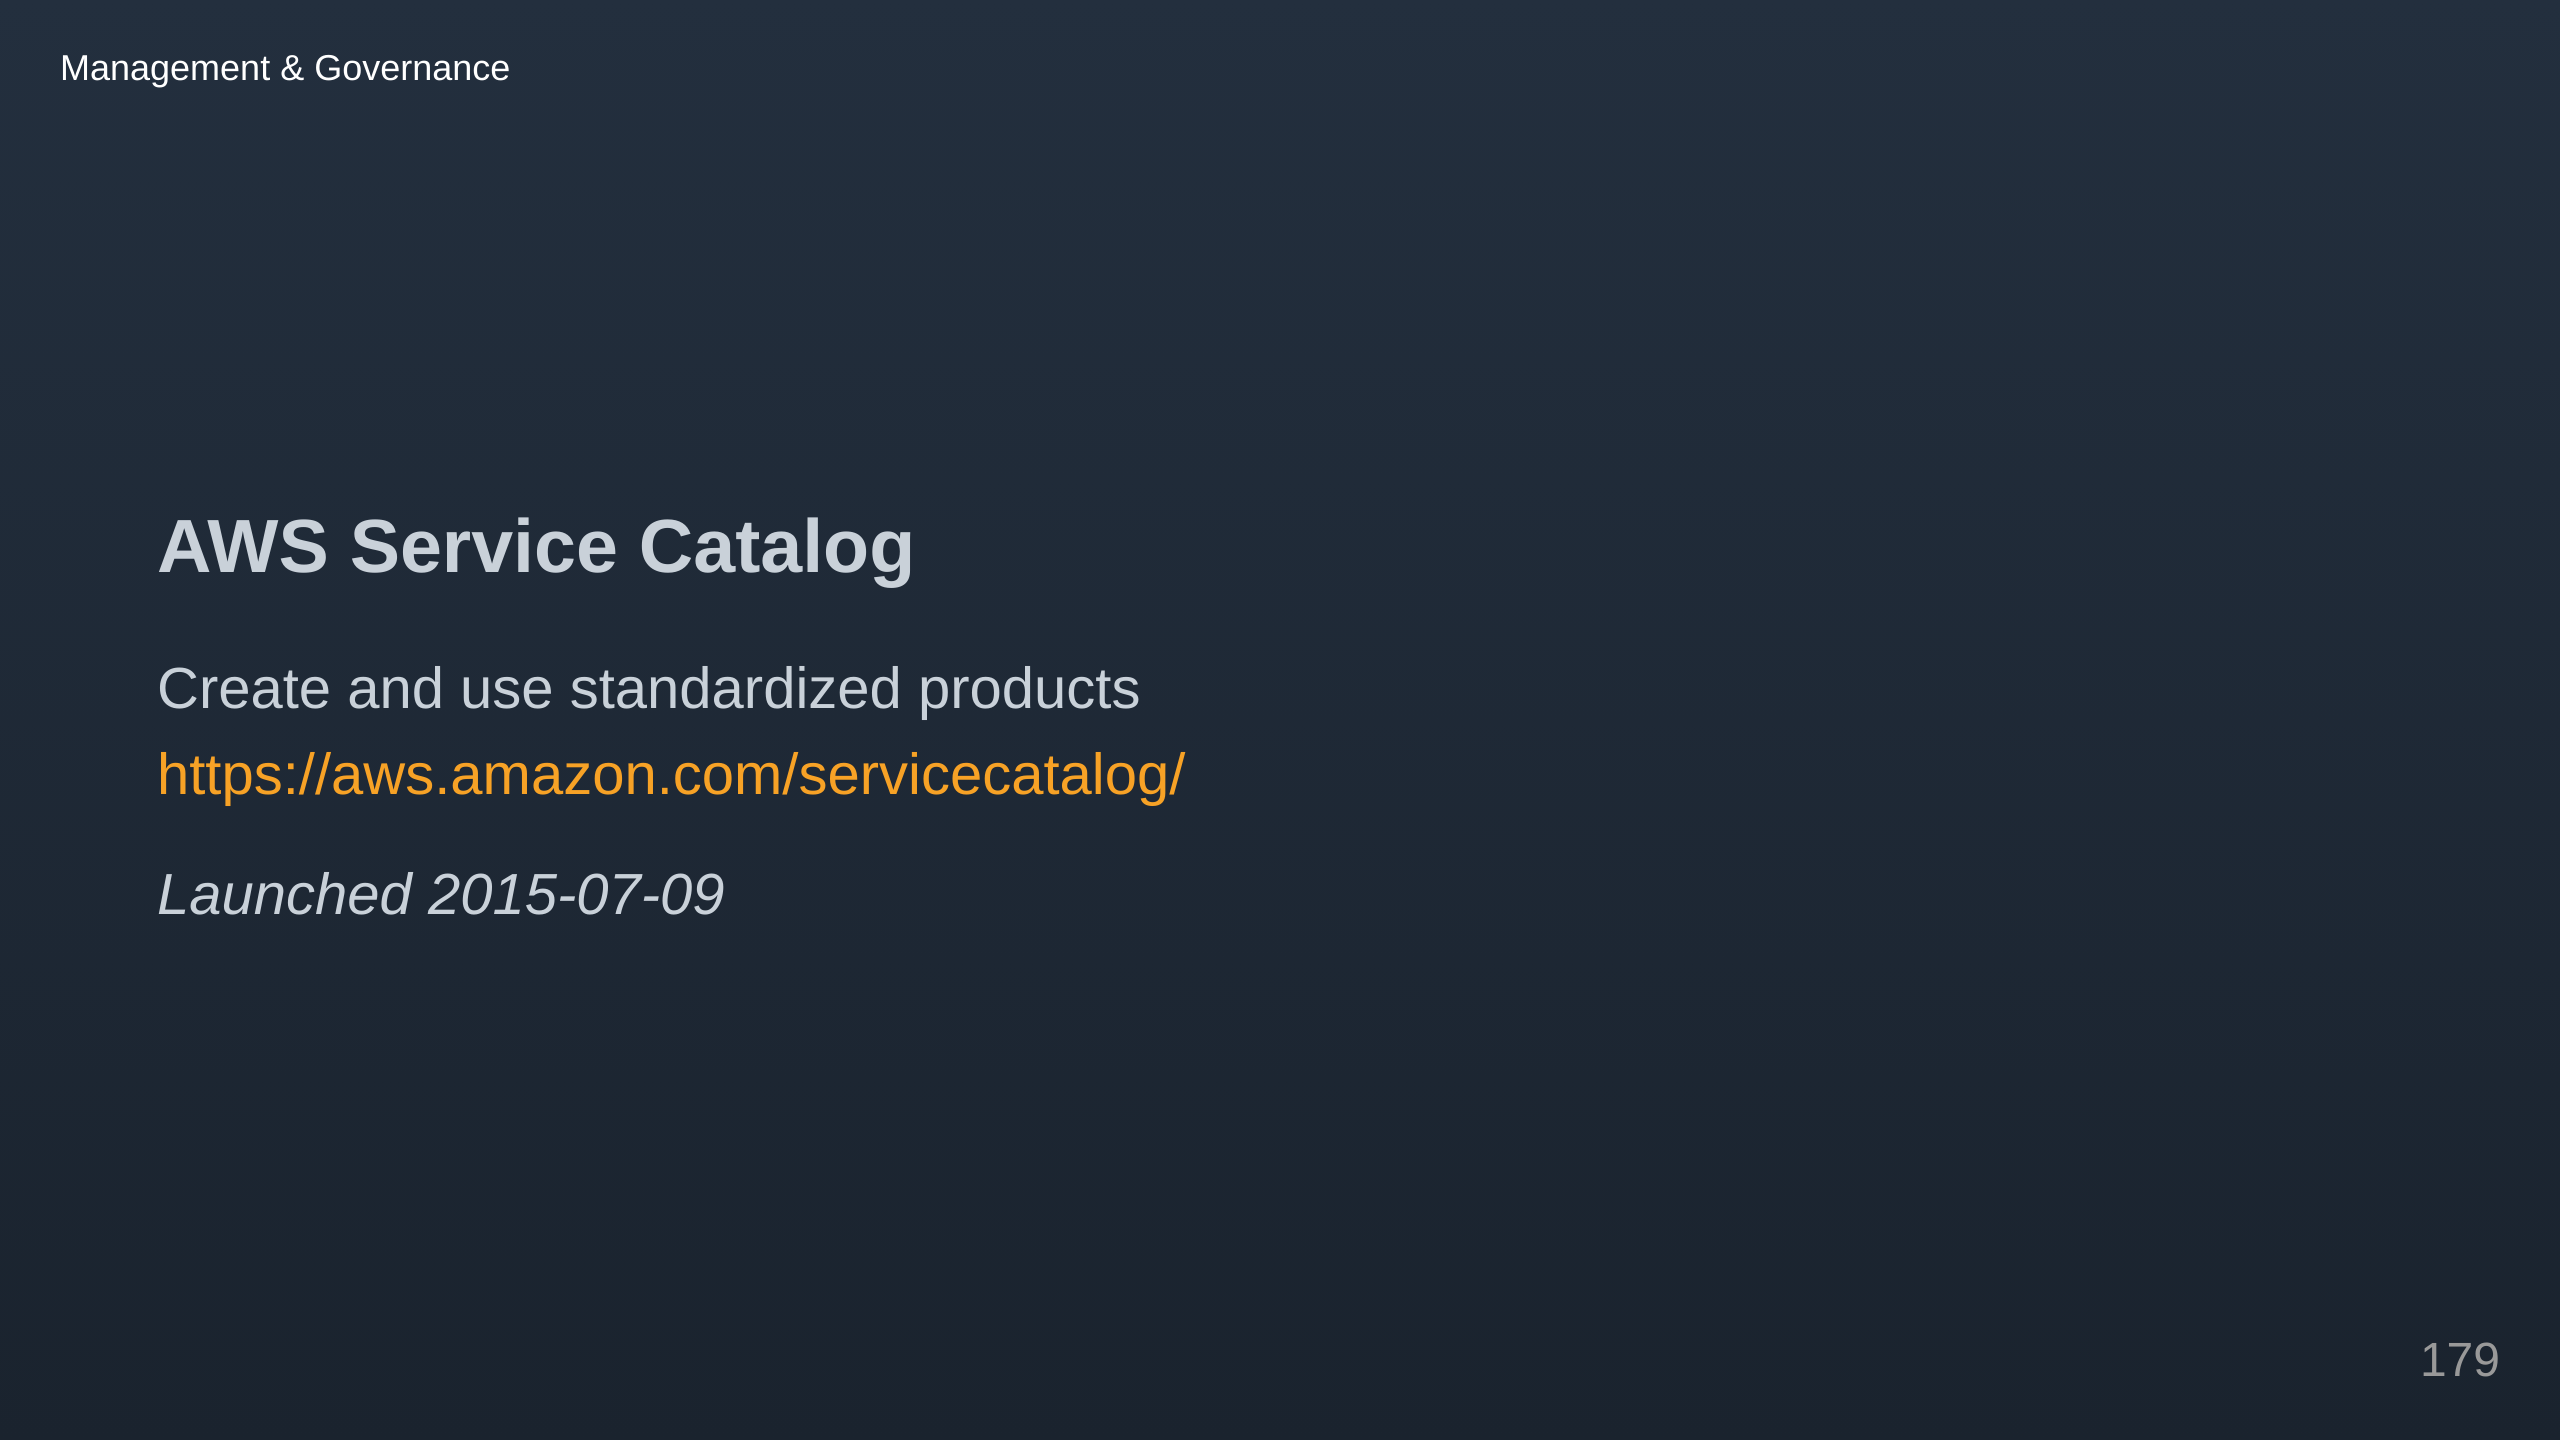 Management & Governance
AWS Service Catalog
Create and use standardized products
https://aws.amazon.com/servicecatalog/
Launched 2015-07-09
179